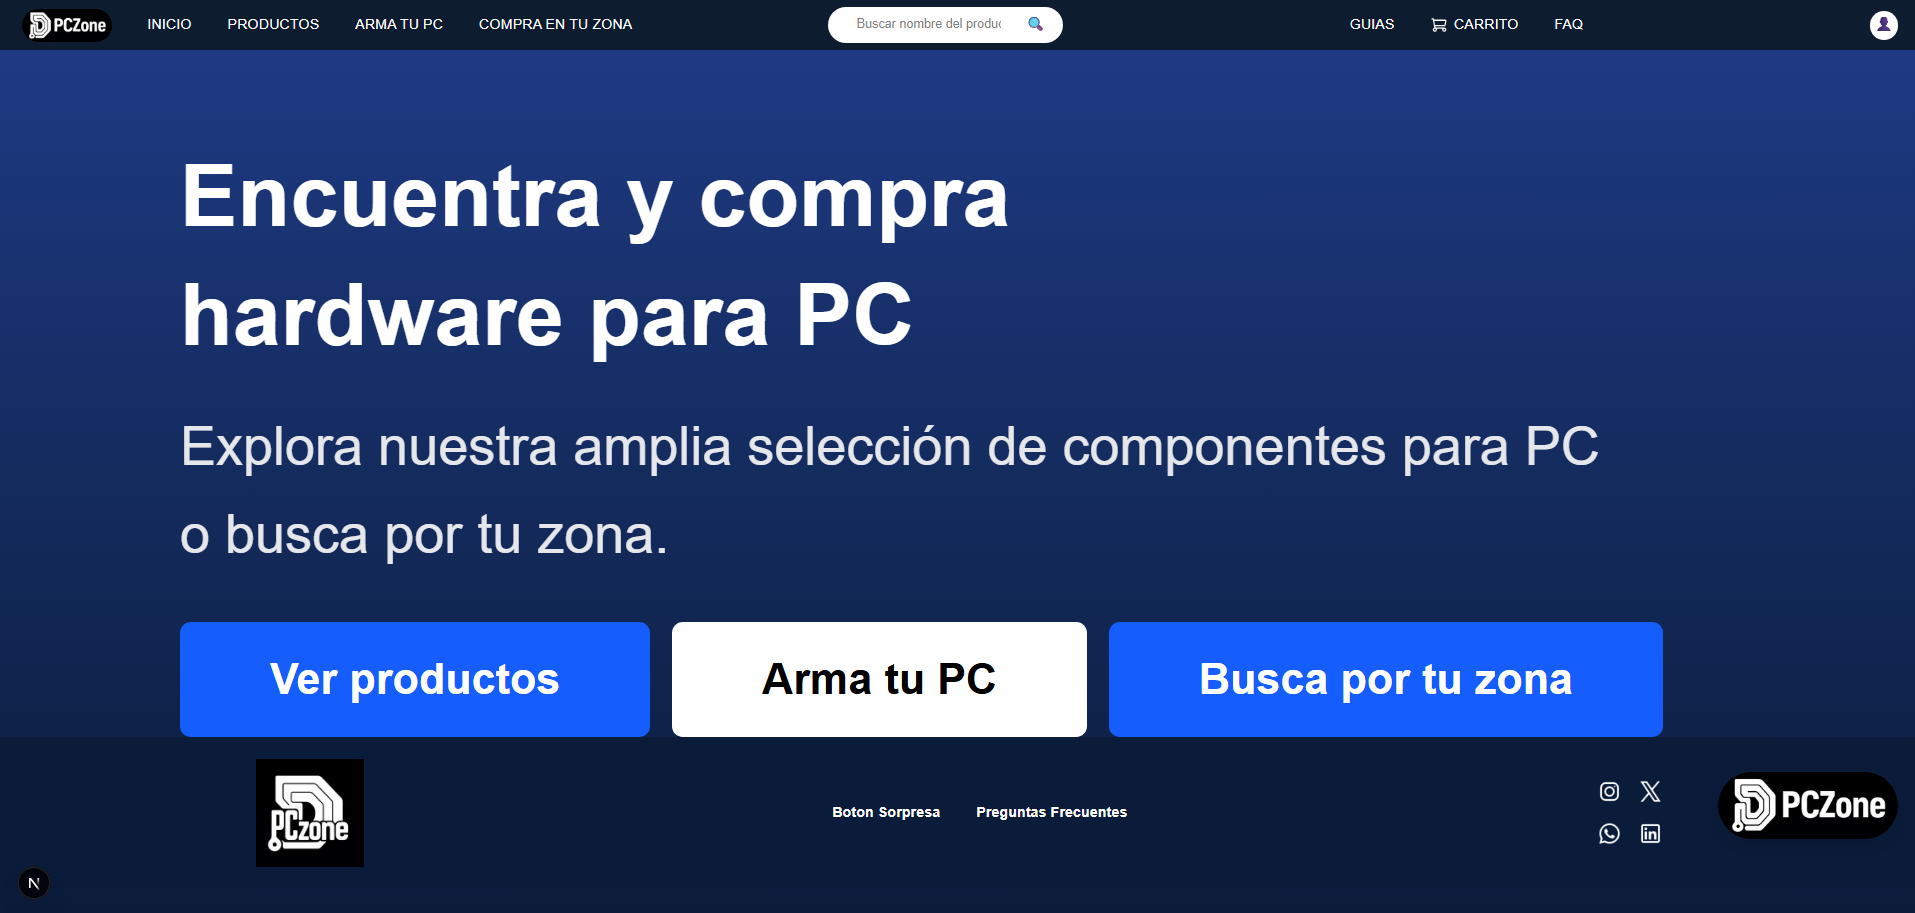 PCZone INICIO PRODUCTOS ARMA TU PC COMPRA EN TU ZONA Buscar nombre del produc GUIAS CARRITO FAQ
Encuentra y compra
hardware para PC
Explora nuestra amplia selección de componentes para PC
o busca por tu zona.
Ver productos Arma tu PC Busca por tu zona
PCzone Boton Sorpresa Preguntas Frecuentes PCZone
N